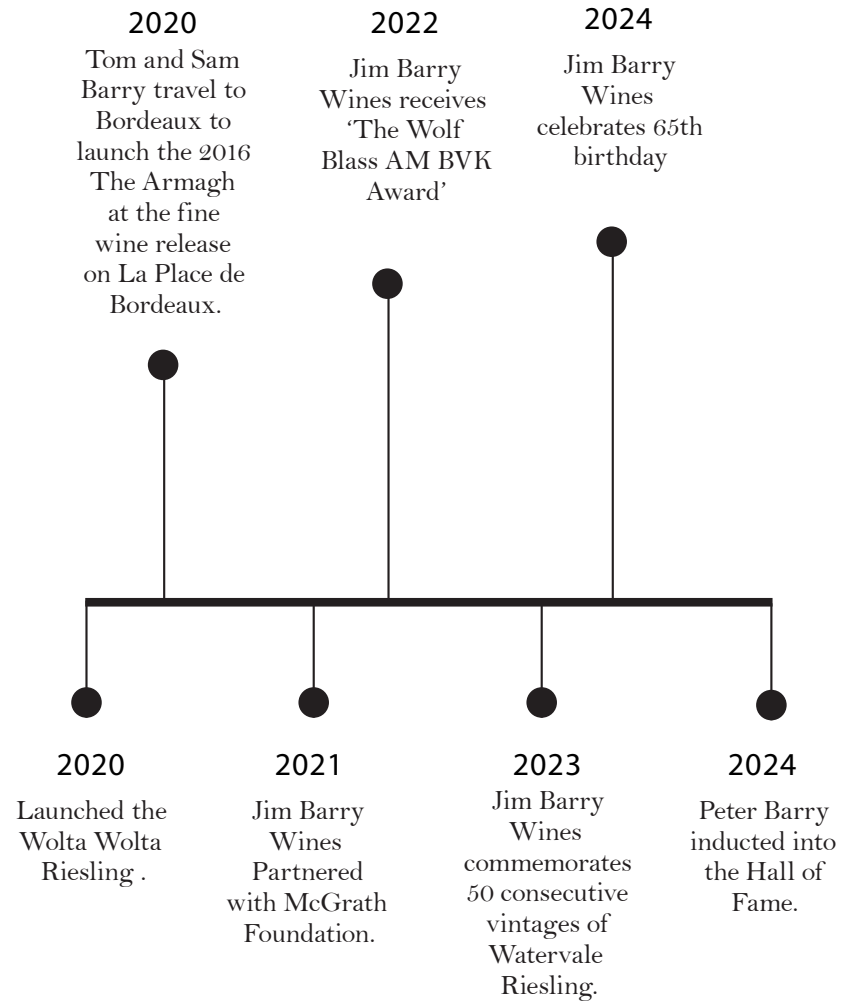 2020
Tom and Sam
Barry travel to
Bordeaux to
launch the 2016
The Armagh
at the fine
wine release
on La Place de
Bordeaux.
2022
Jim Barry
Wines receives
‘The Wolf
Blass AM BVK
Award’
2024
Jim Barry
Wines
celebrates 65th
birthday
2020
Launched the
Wolta Wolta
Riesling .
2021
Jim Barry
Wines
Partnered
with McGrath
Foundation.
2023
Jim Barry
Wines
commemorates
50 consecutive
vintages of
Watervale
Riesling.
2024
Peter Barry
inducted into
the Hall of
Fame.